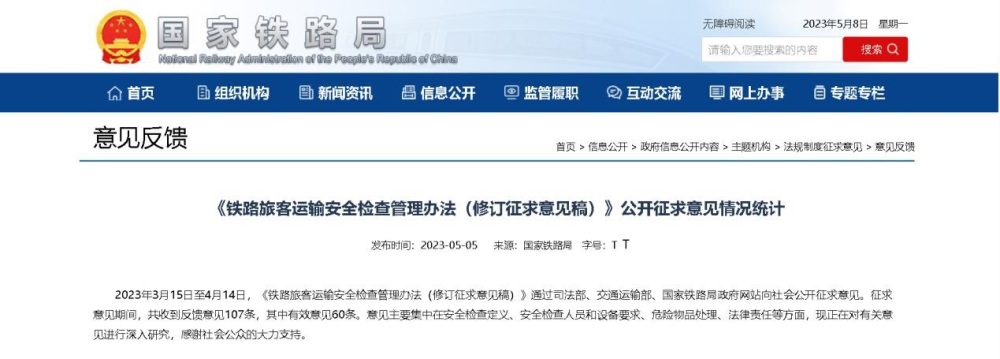 国家铁路局
National Railway Administration of the People's Republic of China
无障碍阅读 2023年5月8日 星期一
请输入您要搜索的内容 搜索
首页 组织机构 新闻资讯 信息公开 监管履职 互动交流 网上办事 专题专栏
意见反馈
首页 > 信息公开 > 政府信息公开内容 > 主题机构 > 法规制度征求意见 > 意见反馈
《铁路旅客运输安全检查管理办法（修订征求意见稿）》公开征求意见情况统计
发布时间：2023-05-05 来源：国家铁路局 字号：T T
2023年3月15日至4月14日，《铁路旅客运输安全检查管理办法（修订征求意见稿）》通过司法部、交通运输部、国家铁路局政府网站向社会公开征求意见。征求
意见期间，共收到反馈意见107条，其中有效意见60条。意见主要集中在安全检查定义、安全检查人员和设备要求、危险物品处理、法律责任等方面，现正在对有关意
见进行深入研究，感谢社会公众的大力支持。